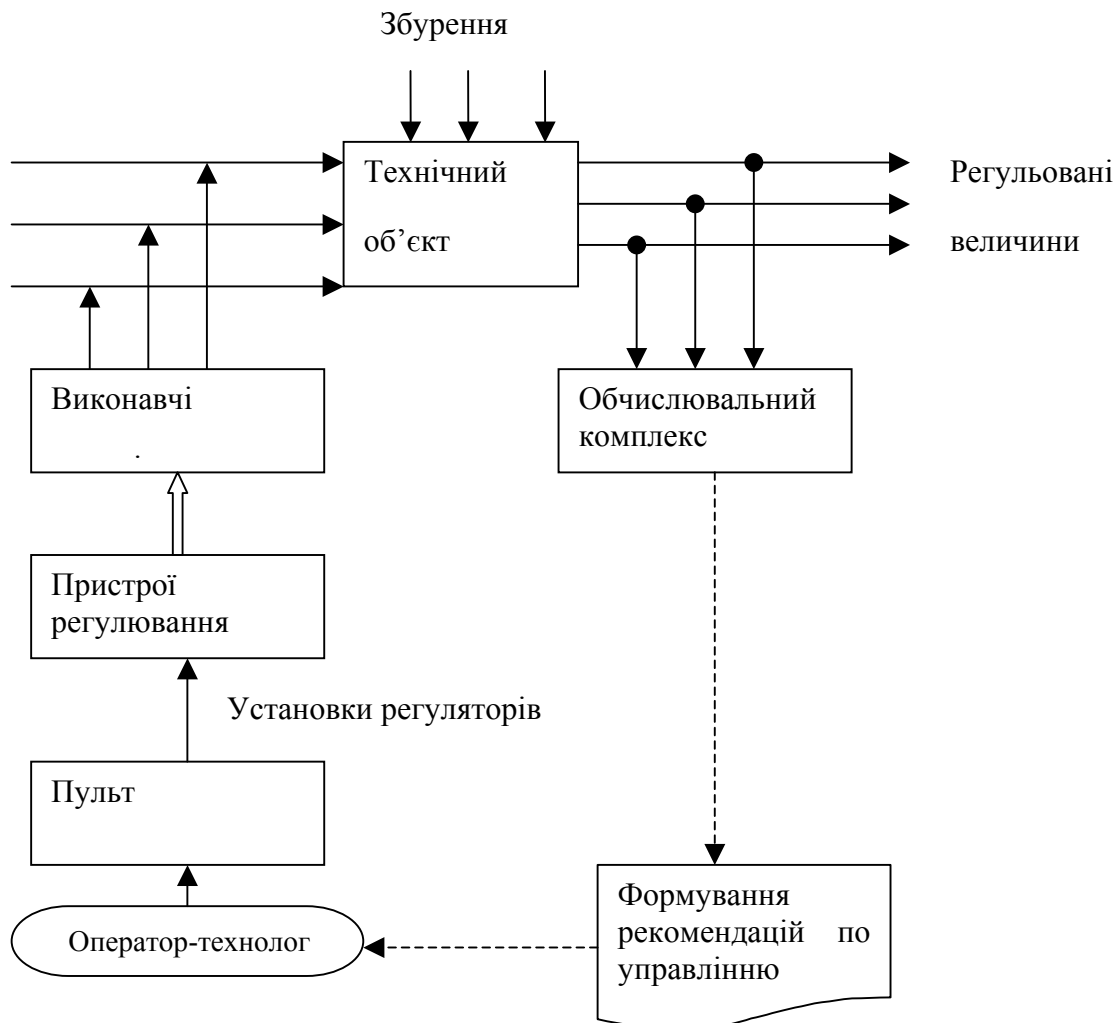 Збурення
Технічний
об’єкт
Регульовані
величини
Виконавчі
Обчислювальний
комплекс
Пристрої
регулювання
Установки регуляторів
Пульт
Оператор-технолог
Формування
рекомендацій по
управлінню